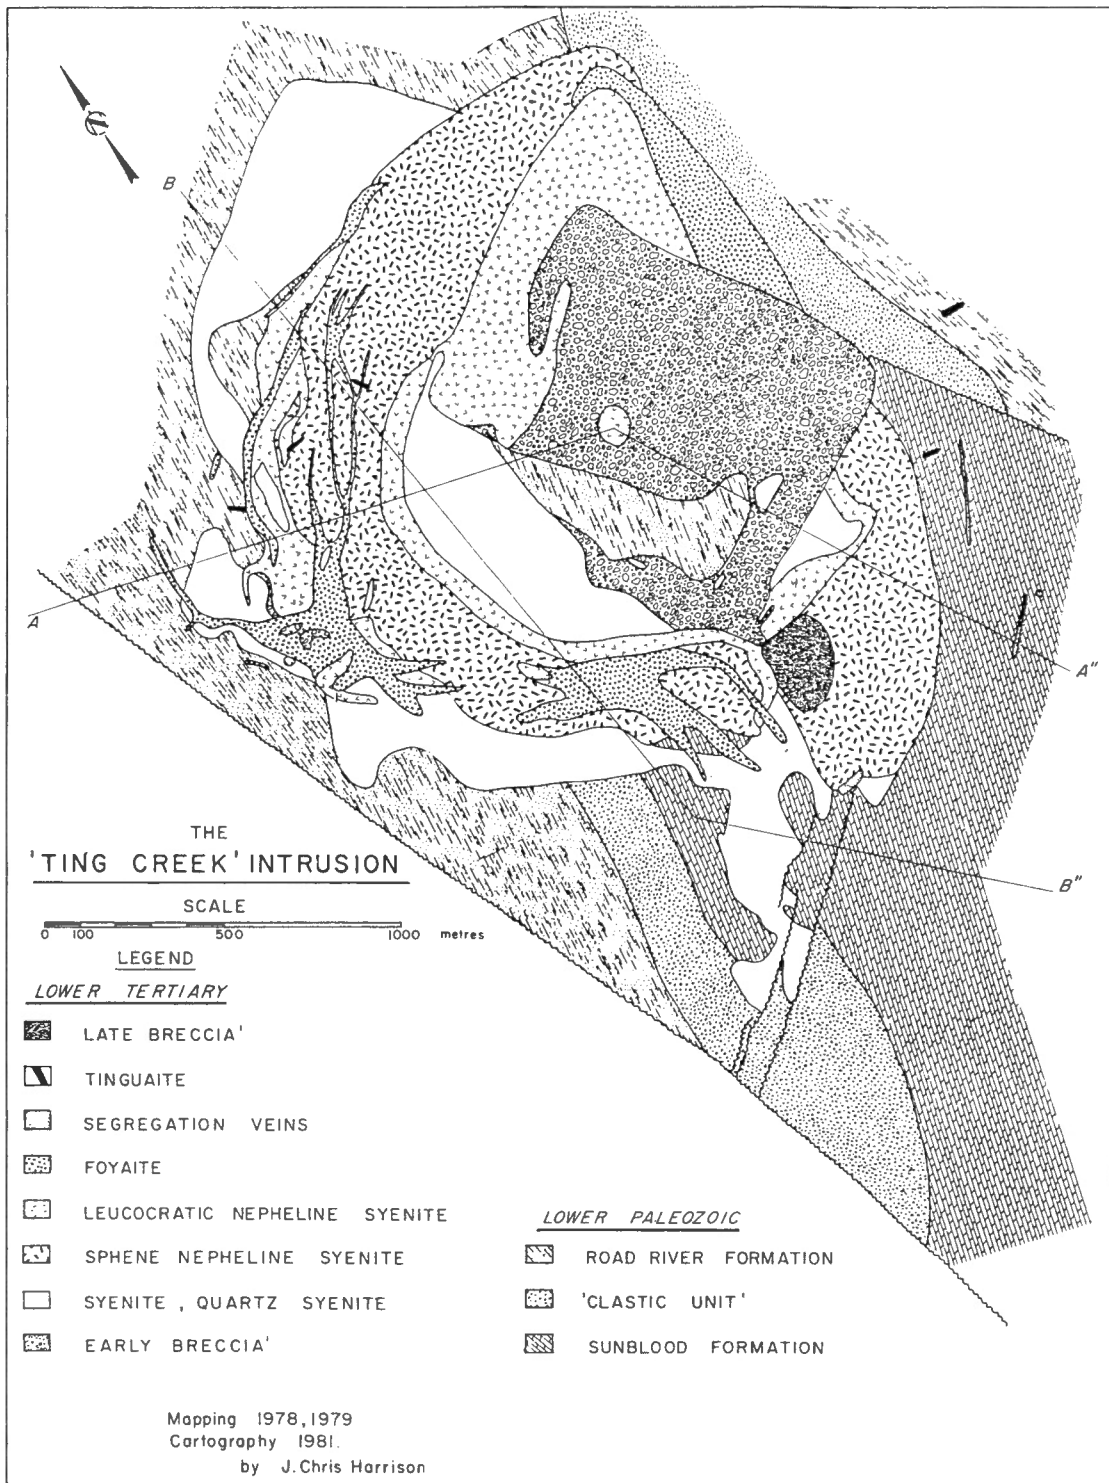 B
A
A"
B"
THE
'TING CREEK' INTRUSION
SCALE
0 100 500 1000 metres
LEGEND
LOWER TERTIARY
LATE BRECCIA'
TINGUAITE
SEGREGATION VEINS
FOYAITE
LEUCOCRATIC NEPHELINE SYENITE
SPHENE NEPHELINE SYENITE
SYENITE , QUARTZ SYENITE
EARLY BRECCIA'
LOWER PALEOZOIC
ROAD RIVER FORMATION
'CLASTIC UNIT'
SUNBLOOD FORMATION
Mapping 1978, 1979
Cartography 1981.
by J. Chris Harrison